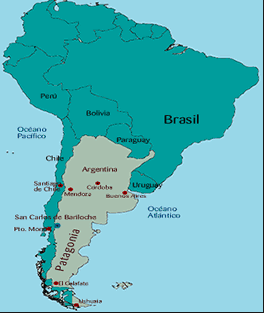 Perú
Brasil
Bolivia
Océano
Pacífico
Paraguay
Chile
Argentina
Santiago
de Chile
Córdoba
Mendoza
Uruguay
Buenos Aires
Océano
Atlántico
San Carlos de Bariloche
Pto. Montt
Patagonia
El Calafate
Ushuaia